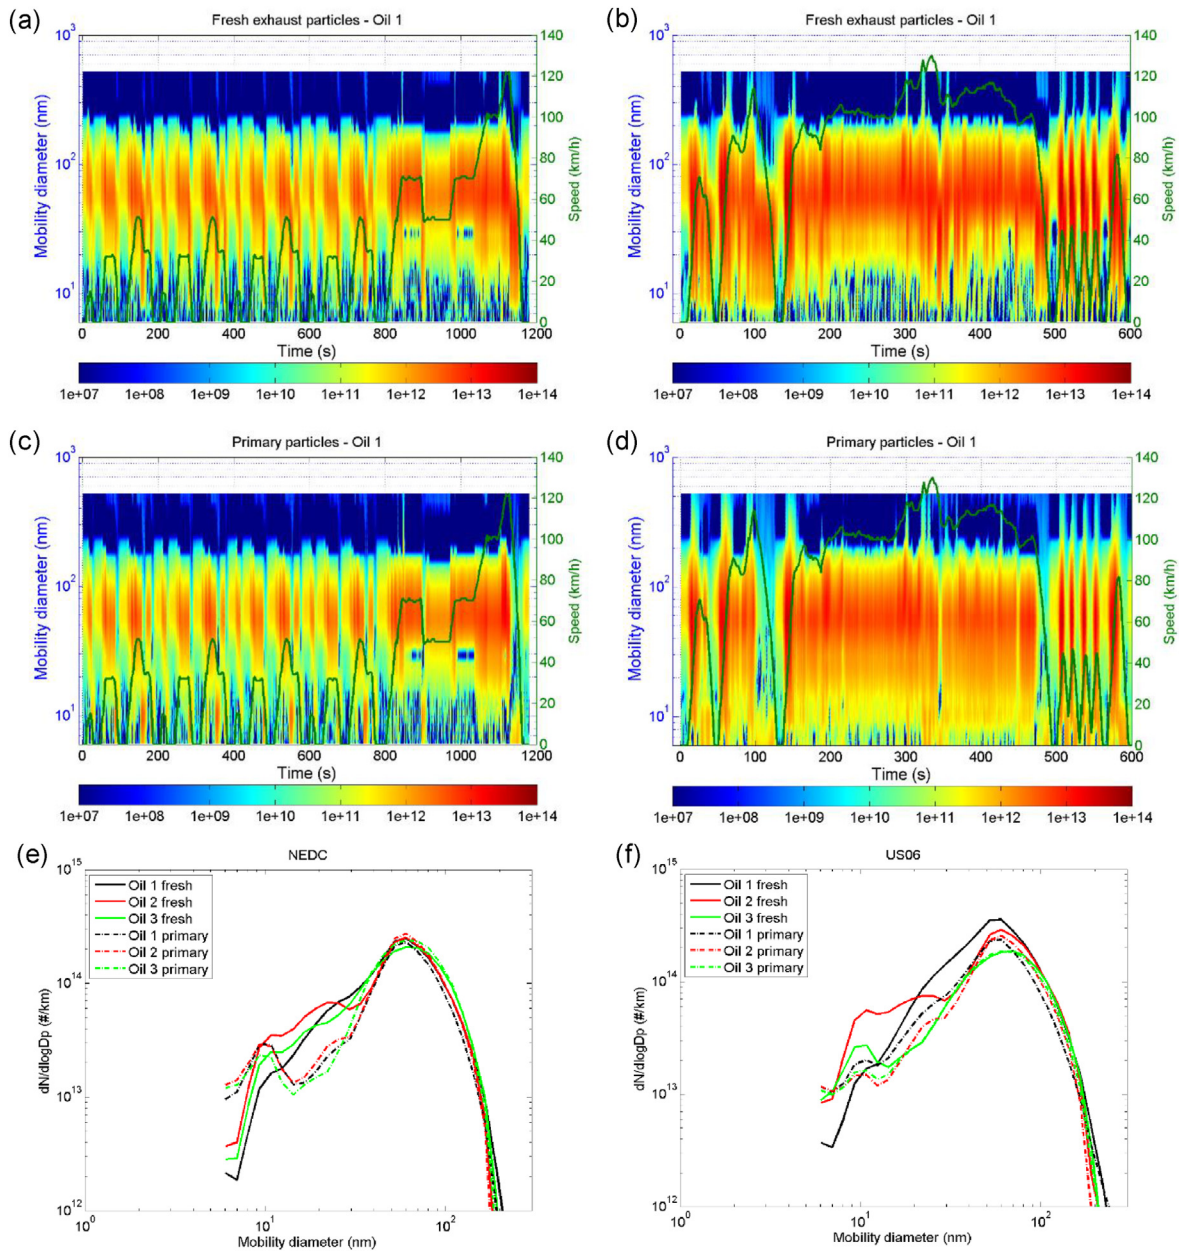 (a)
Fresh exhaust particles - Oil 1
10³
10²
10¹
Mobility diameter (nm)
140
120
100
80
60
40
20
0
Speed (km/h)
0 200 400 600 800 1000 1200
Time (s)
1e+07 1e+08 1e+09 1e+10 1e+11 1e+12 1e+13 1e+14
(b)
Fresh exhaust particles - Oil 1
10³
10²
10¹
Mobility diameter (nm)
140
120
100
80
60
40
20
0
Speed (km/h)
0 100 200 300 400 500 600
Time (s)
1e+07 1e+08 1e+09 1e+10 1e+11 1e+12 1e+13 1e+14
(c)
Primary particles - Oil 1
10³
10²
10¹
Mobility diameter (nm)
140
120
100
80
60
40
20
0
Speed (km/h)
0 200 400 600 800 1000 1200
Time (s)
1e+07 1e+08 1e+09 1e+10 1e+11 1e+12 1e+13 1e+14
(d)
Primary particles - Oil 1
10³
10²
10¹
Mobility diameter (nm)
140
120
100
80
60
40
20
0
Speed (km/h)
0 100 200 300 400 500 600
Time (s)
1e+07 1e+08 1e+09 1e+10 1e+11 1e+12 1e+13 1e+14
(e)
NEDC
10¹⁵
10¹⁴
10¹³
10¹²
dN/dlogDp (#/km)
Oil 1 fresh
Oil 2 fresh
Oil 3 fresh
Oil 1 primary
Oil 2 primary
Oil 3 primary
10⁰ 10¹ 10²
Mobility diameter (nm)
(f)
US06
10¹⁵
10¹⁴
10¹³
10¹²
dN/dlogDp (#/km)
Oil 1 fresh
Oil 2 fresh
Oil 3 fresh
Oil 1 primary
Oil 2 primary
Oil 3 primary
10⁰ 10¹ 10²
Mobility diameter (nm)